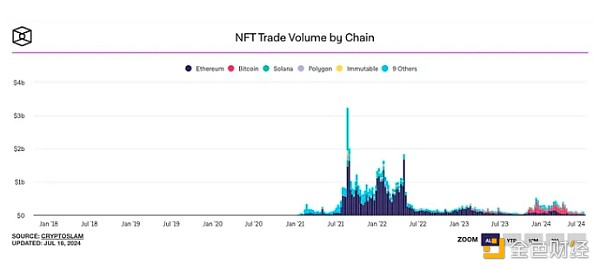 NFT Trade Volume by Chain
Ethereum Bitcoin Solana Polygon Immutable 9 Others
$4b
$3b
$2b
$1b
$0
Jan '18 Jul '18 Jan '19 Jul '19 Jan '20 Jul '20 Jan '21 Jul '21 Jan '22 Jul '22 Jan '23 Jul '23 Jan '24 Jul '24
SOURCE: CRYPTOSLAM
UPDATED: JUL 16, 2024
ZOOM ALL YTD
金色财经